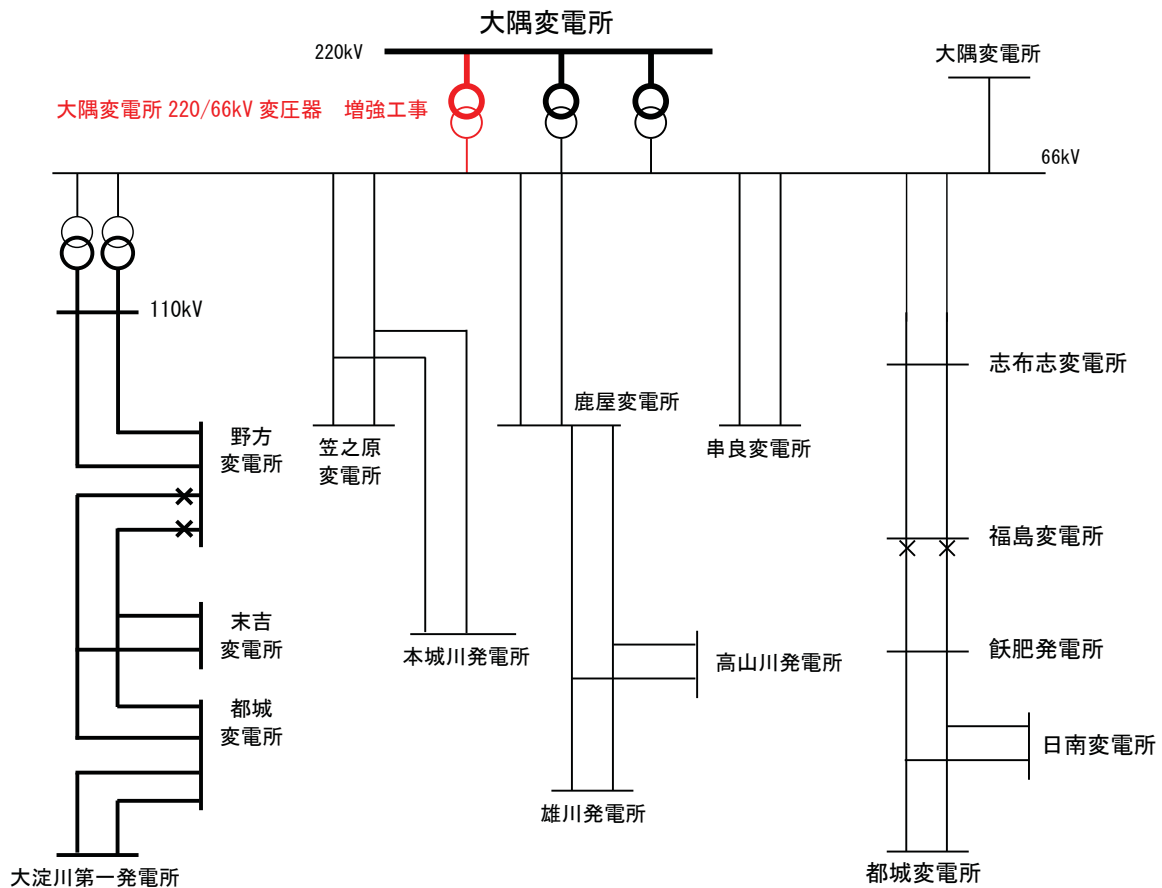 大隅変電所
220kV
大隅変電所
大隅変電所 220/66kV 変圧器　増強工事
66kV
110kV
志布志変電所
鹿屋変電所
野方
変電所
笠之原
変電所
串良変電所
福島変電所
末吉
変電所
本城川発電所
高山川発電所
飫肥発電所
都城
変電所
日南変電所
雄川発電所
大淀川第一発電所
都城変電所